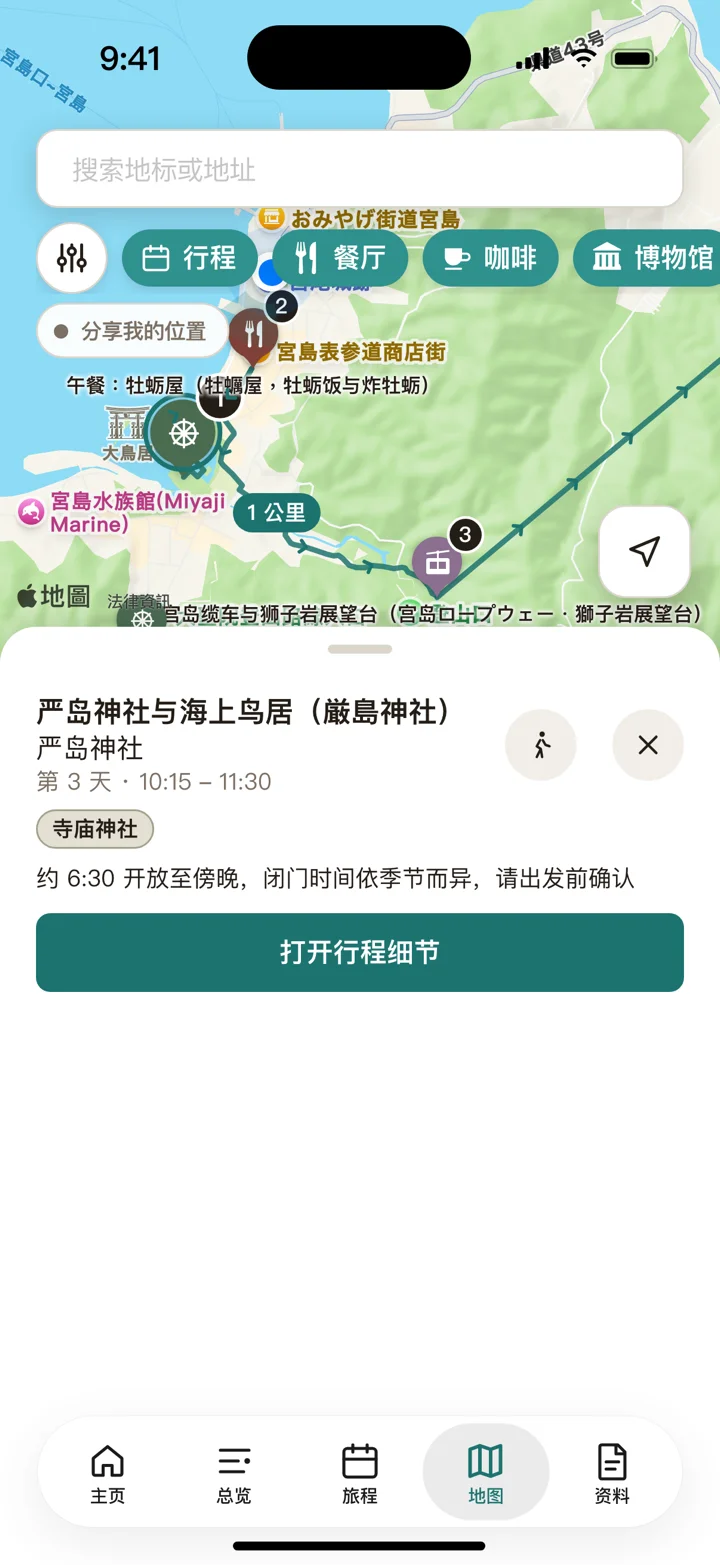 9:41
宮島口~宮島
搜索地标或地址
おみやげ街道宮島
行程
餐厅
咖啡
博物馆
分享我的位置
2
宮島表参道商店街
午餐：牡蛎屋（牡蠣屋，牡蛎饭与炸牡蛎）
1
大鳥居
宮島水族館(Miyaji
Marine)
1 公里
3
地圖
法律資訊
宫岛缆车与狮子岩展望台（宮島ロープウェー · 獅子岩展望台）
严岛神社与海上鸟居（厳島神社）
严岛神社
第 3 天 · 10:15 – 11:30
寺庙神社
约 6:30 开放至傍晚，闭门时间依季节而异，请出发前确认
打开行程细节
主页
总览
旅程
地图
资料